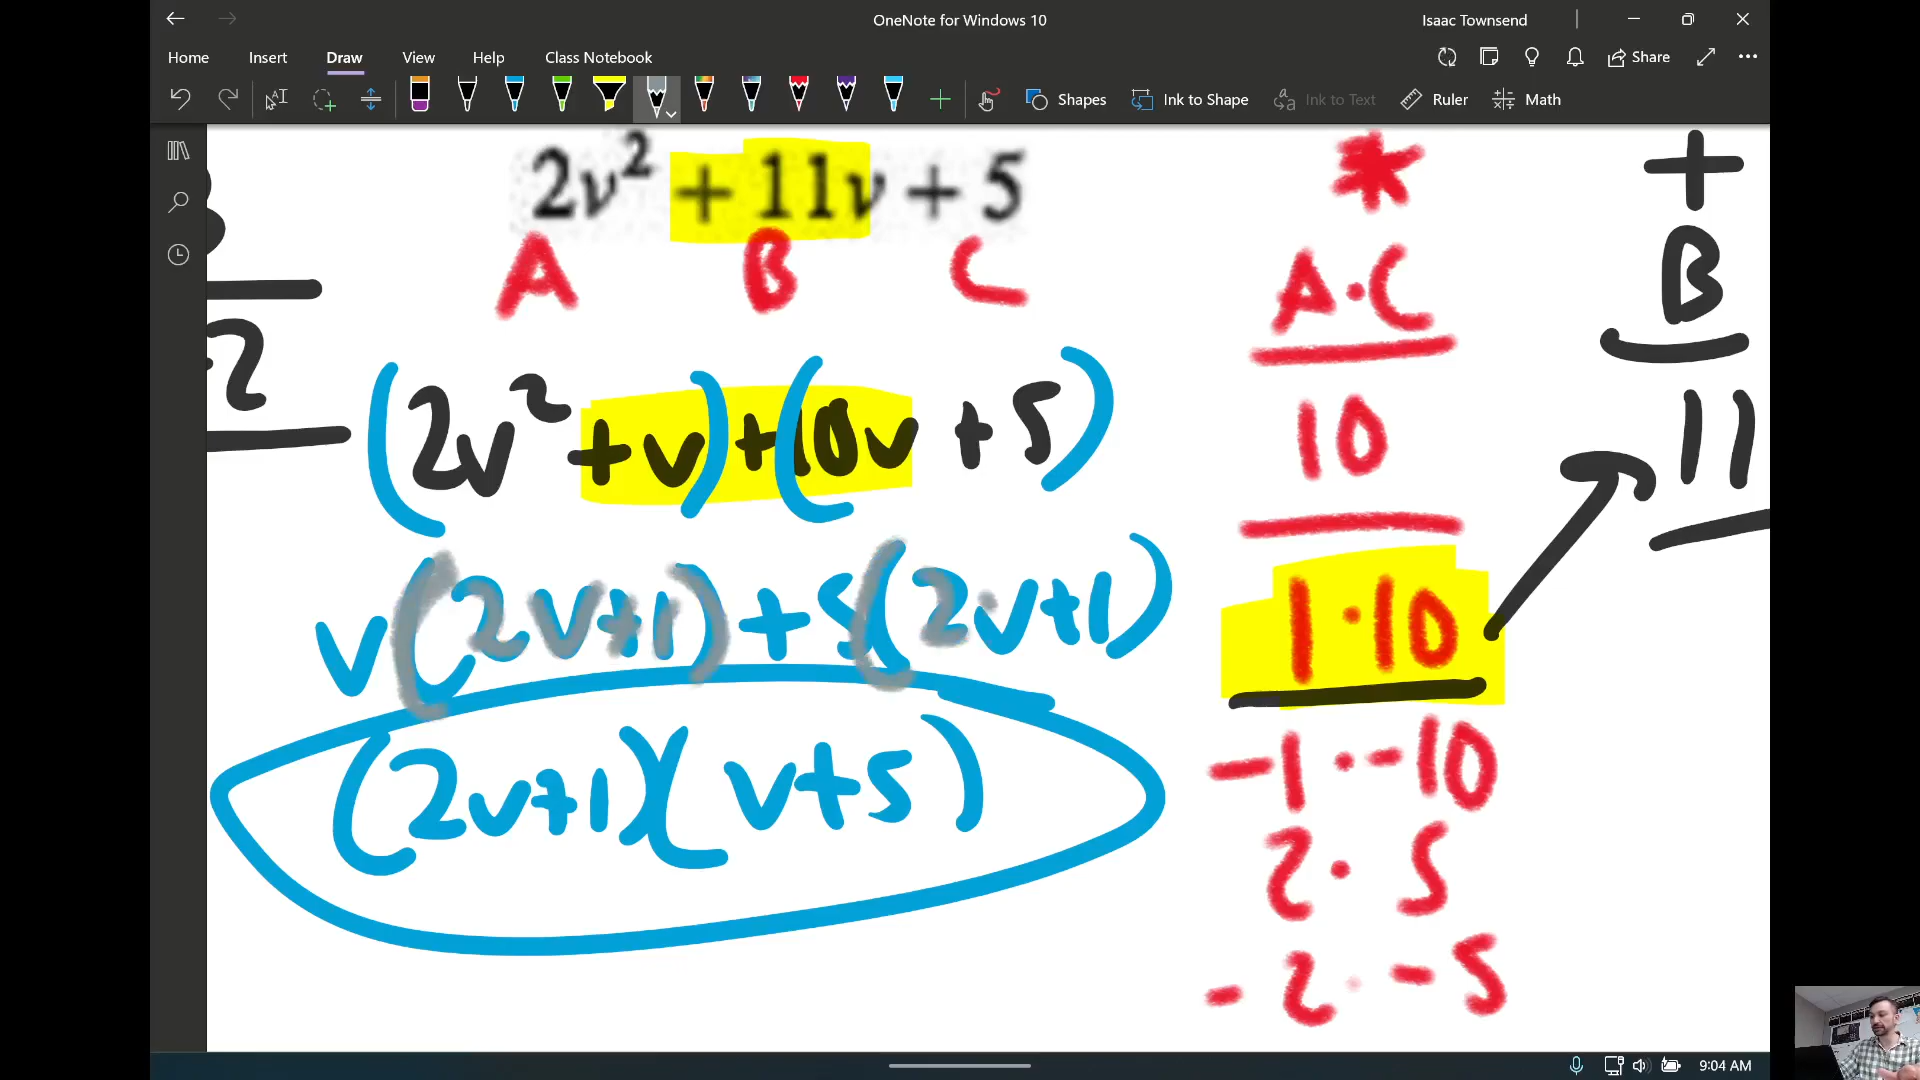 OneNote for Windows 10
Isaac Townsend
Home Insert Draw View Help Class Notebook
Share
Shapes Ink to Shape Ink to Text Ruler Math
2v² + 11v + 5
A B C
(2v² +v) +(10v +5)
v(2v+1)+5(2v+1)
(2v+1)(v+5)
*
A·C
10
1·10
-1·-10
2·5
-2·-5
+
B
11
2
9:04 AM